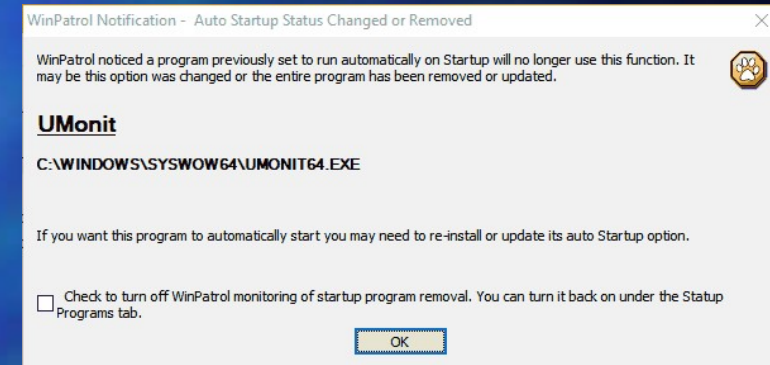 WinPatrol Notification - Auto Startup Status Changed or Removed
WinPatrol noticed a program previously set to run automatically on Startup will no longer use this function. It
may be this option was changed or the entire program has been removed or updated.
UMonit
C:\WINDOWS\SYSWOW64\UMONIT64.EXE
If you want this program to automatically start you may need to re-install or update its auto Startup option.
Check to turn off WinPatrol monitoring of startup program removal. You can turn it back on under the Statup
Programs tab.
OK